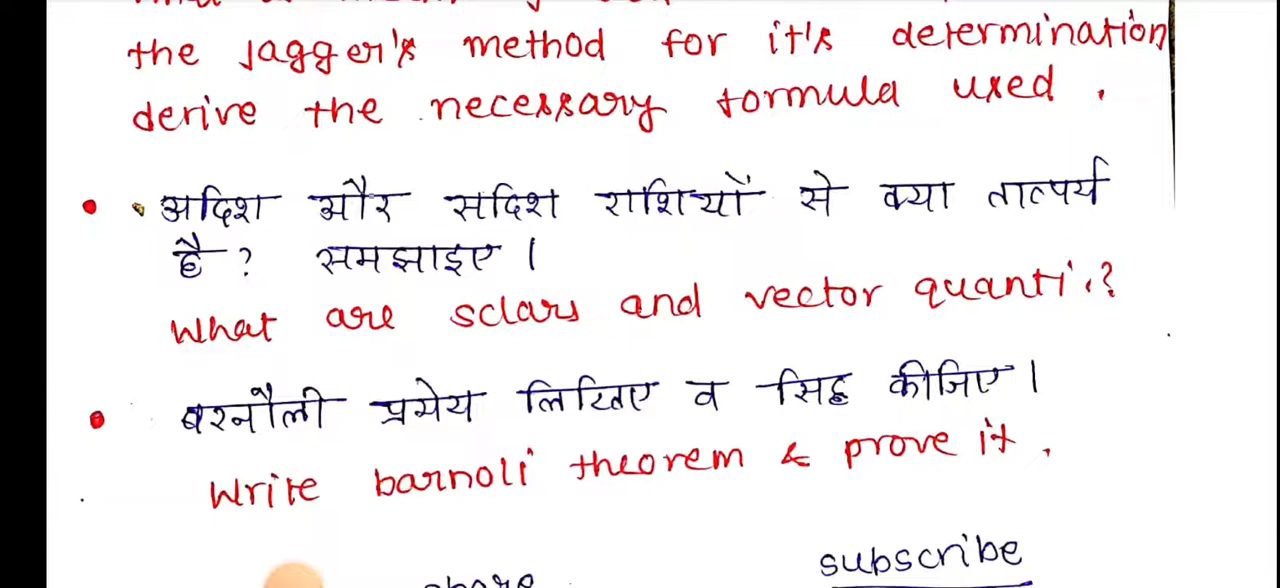 the Jagger's method for it's determination
derive the necessary formula used.
अदिश और सदिश राशियों से क्या तात्पर्य
है? समझाइए।
What are sclars and vector quanti.?
बरनौली प्रमेय लिखिए व सिद्ध कीजिए।
Write barnoli theorem & prove it.
subscribe